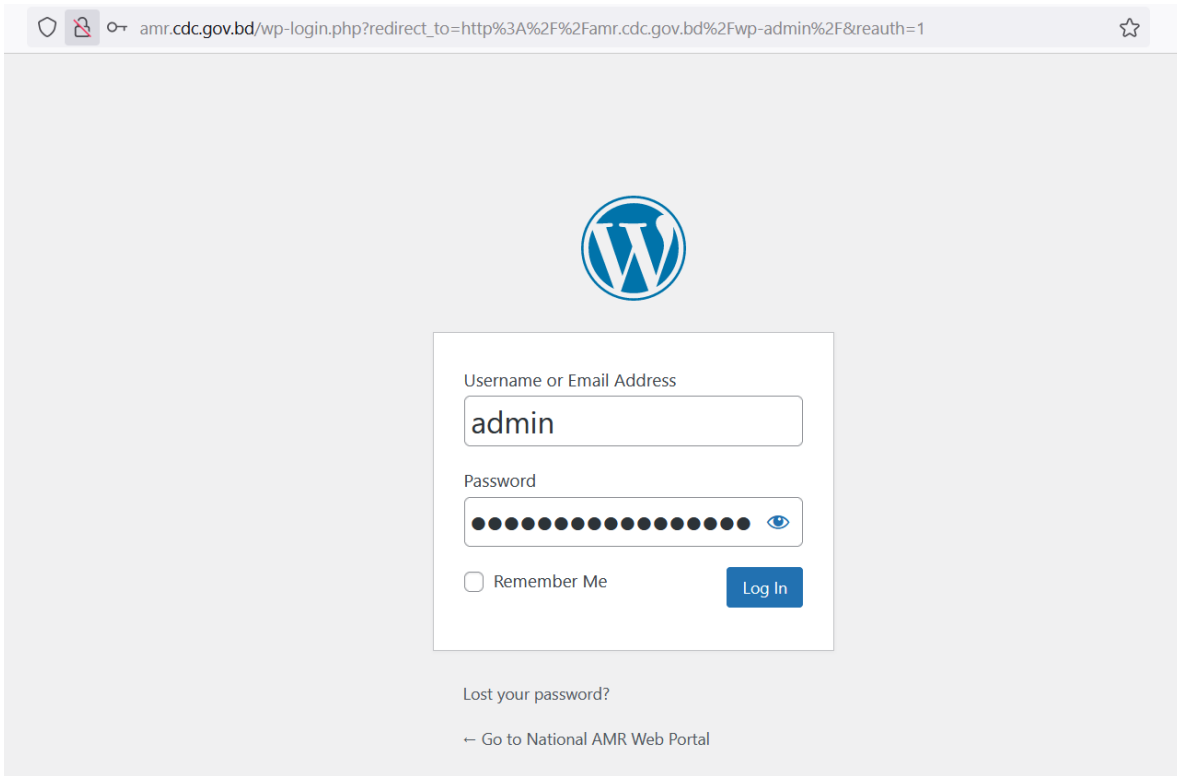 amr.cdc.gov.bd/wp-login.php?redirect_to=http%3A%2F%2Famr.cdc.gov.bd%2Fwp-admin%2F&reauth=1
Username or Email Address
admin
Password
●●●●●●●●●●●●●●●●●
Remember Me
Log In
Lost your password?
← Go to National AMR Web Portal